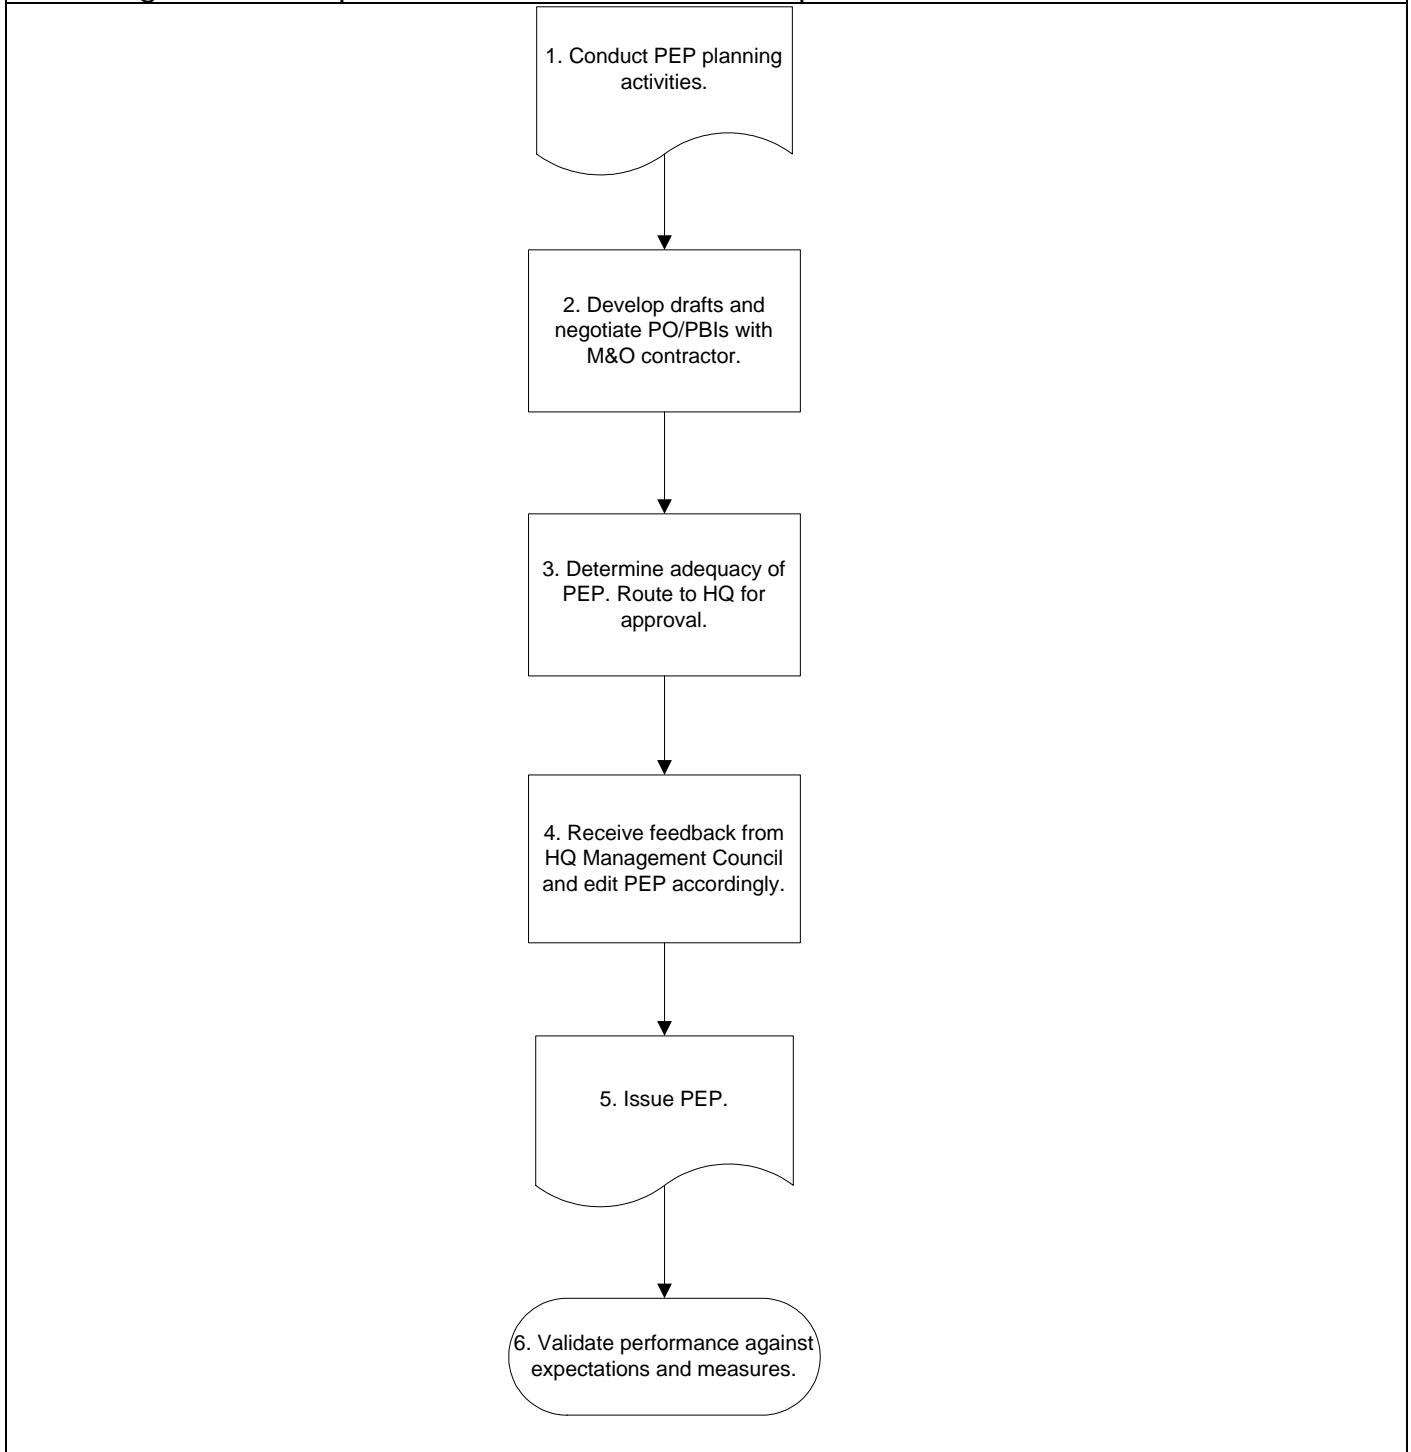 1. Conduct PEP planning
activities.
2. Develop drafts and
negotiate PO/PBIs with
M&O contractor.
3. Determine adequacy of
PEP. Route to HQ for
approval.
4. Receive feedback from
HQ Management Council
and edit PEP accordingly.
5. Issue PEP.
6. Validate performance against
expectations and measures.